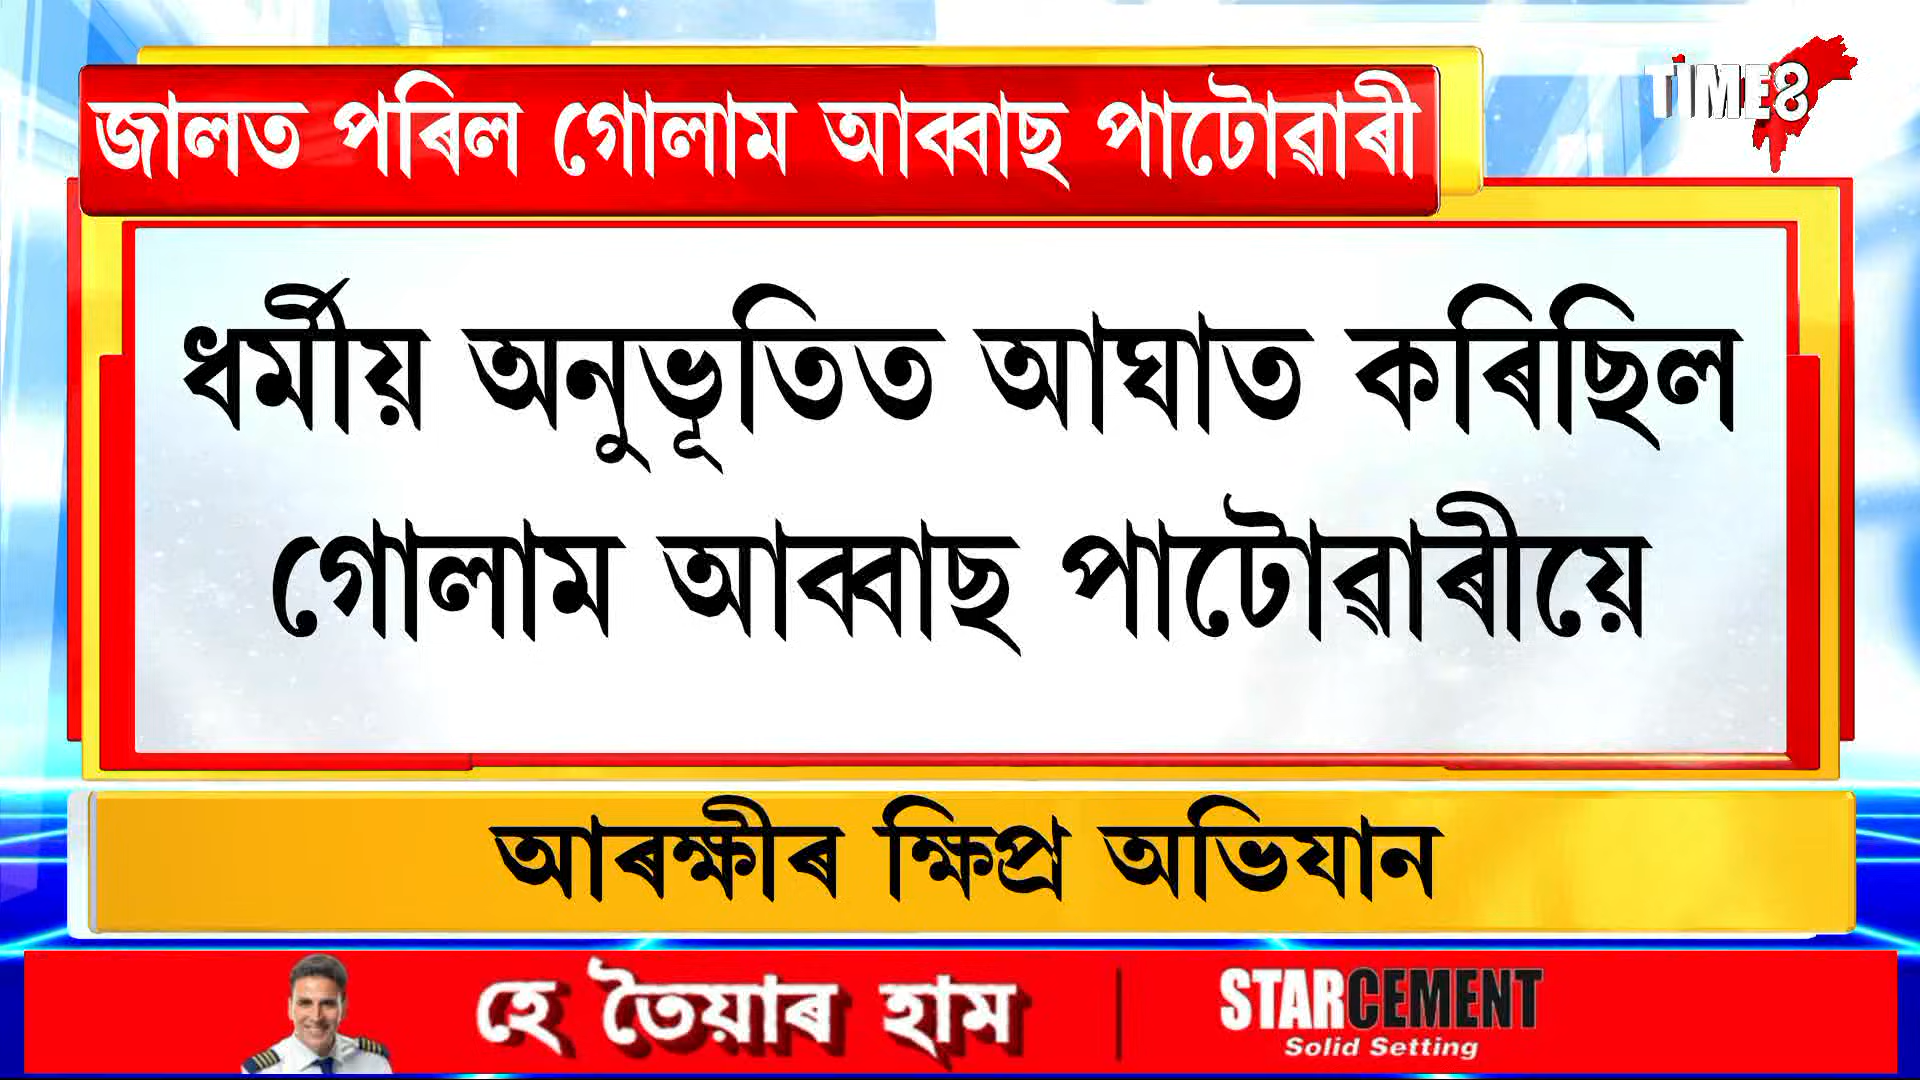 জালত পৰিল গোলাম আব্বাছ পাটোৱাৰী
TIME8
ধৰ্মীয় অনুভূতিত আঘাত কৰিছিল
গোলাম আব্বাছ পাটোৱাৰীয়ে
আৰক্ষীৰ ক্ষিপ্ৰ অভিযান
হে তৈয়াৰ হাম
STARCEMENT
Solid Setting